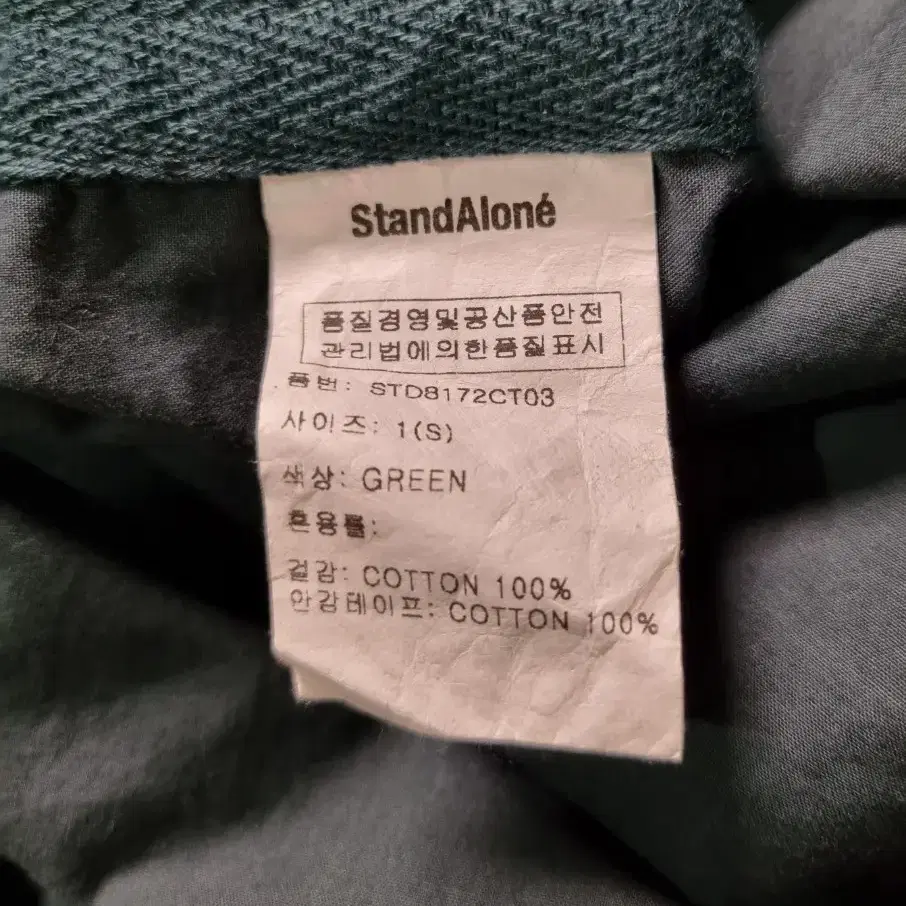 StandAloné
품질경영및공산품안전
관리법에의한품질표시
품번: STD8172CT03
사이즈: 1(S)
색상: GREEN
혼용률:
겉감: COTTON 100%
안감테이프: COTTON 100%